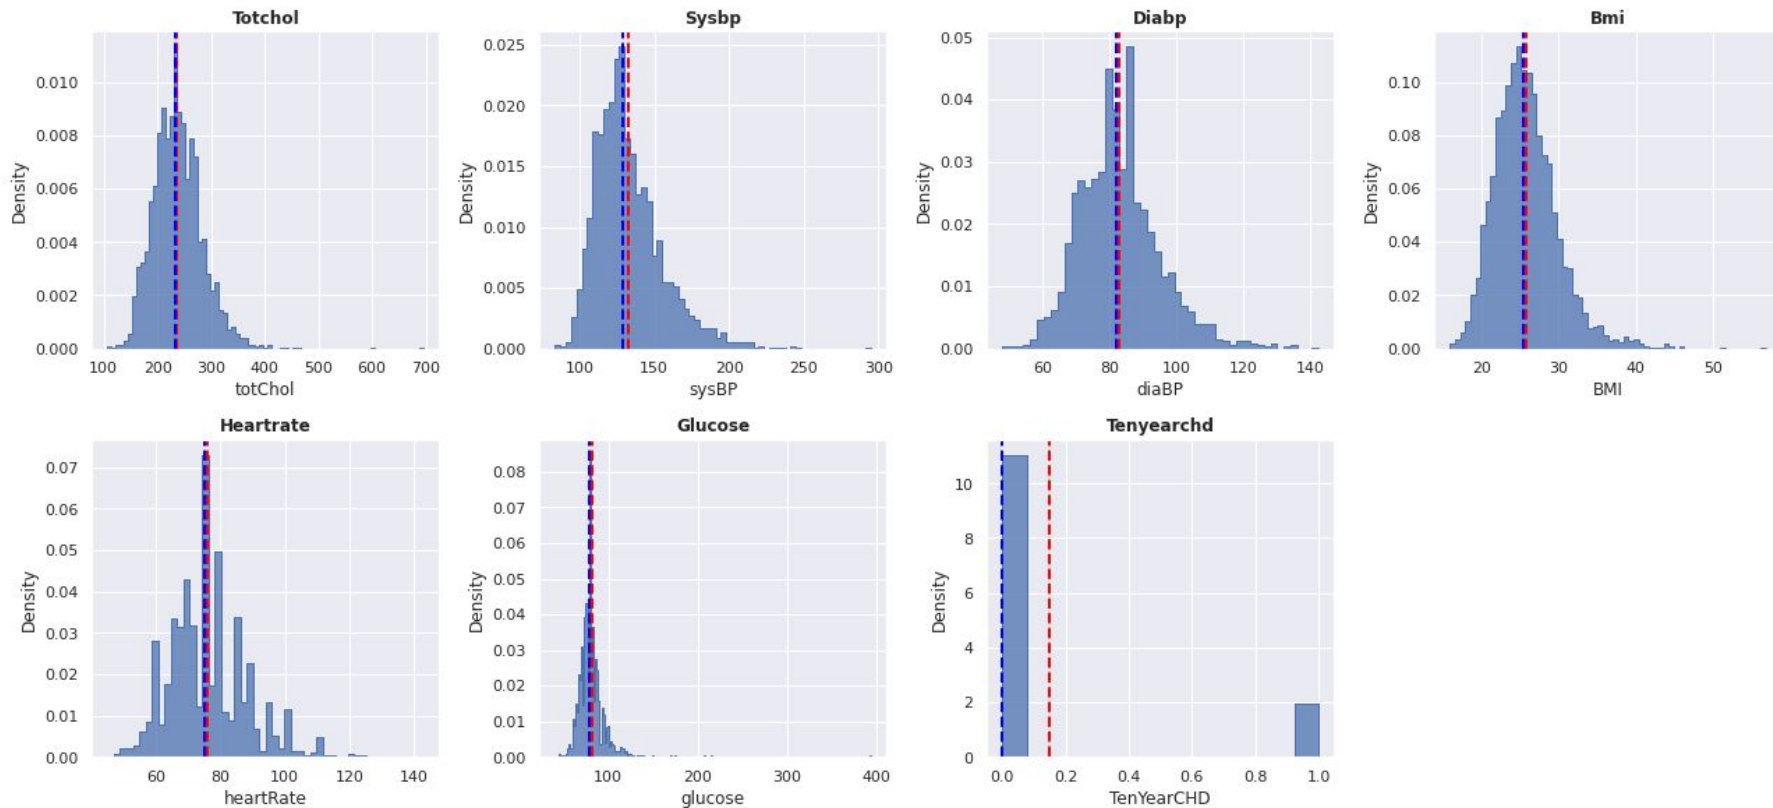 Totchol
Density
0.010
0.008
0.006
0.004
0.002
0.000
100 200 300 400 500 600 700
totChol
Sysbp
Density
0.025
0.020
0.015
0.010
0.005
0.000
100 150 200 250 300
sysBP
Diabp
Density
0.05
0.04
0.03
0.02
0.01
0.00
60 80 100 120 140
diaBP
Bmi
Density
0.10
0.08
0.06
0.04
0.02
0.00
20 30 40 50
BMI
Heartrate
Density
0.07
0.06
0.05
0.04
0.03
0.02
0.01
0.00
60 80 100 120 140
heartRate
Glucose
Density
0.08
0.07
0.06
0.05
0.04
0.03
0.02
0.01
0.00
100 200 300 400
glucose
Tenyearchd
Density
10
8
6
4
2
0
0.0 0.2 0.4 0.6 0.8 1.0
TenYearCHD